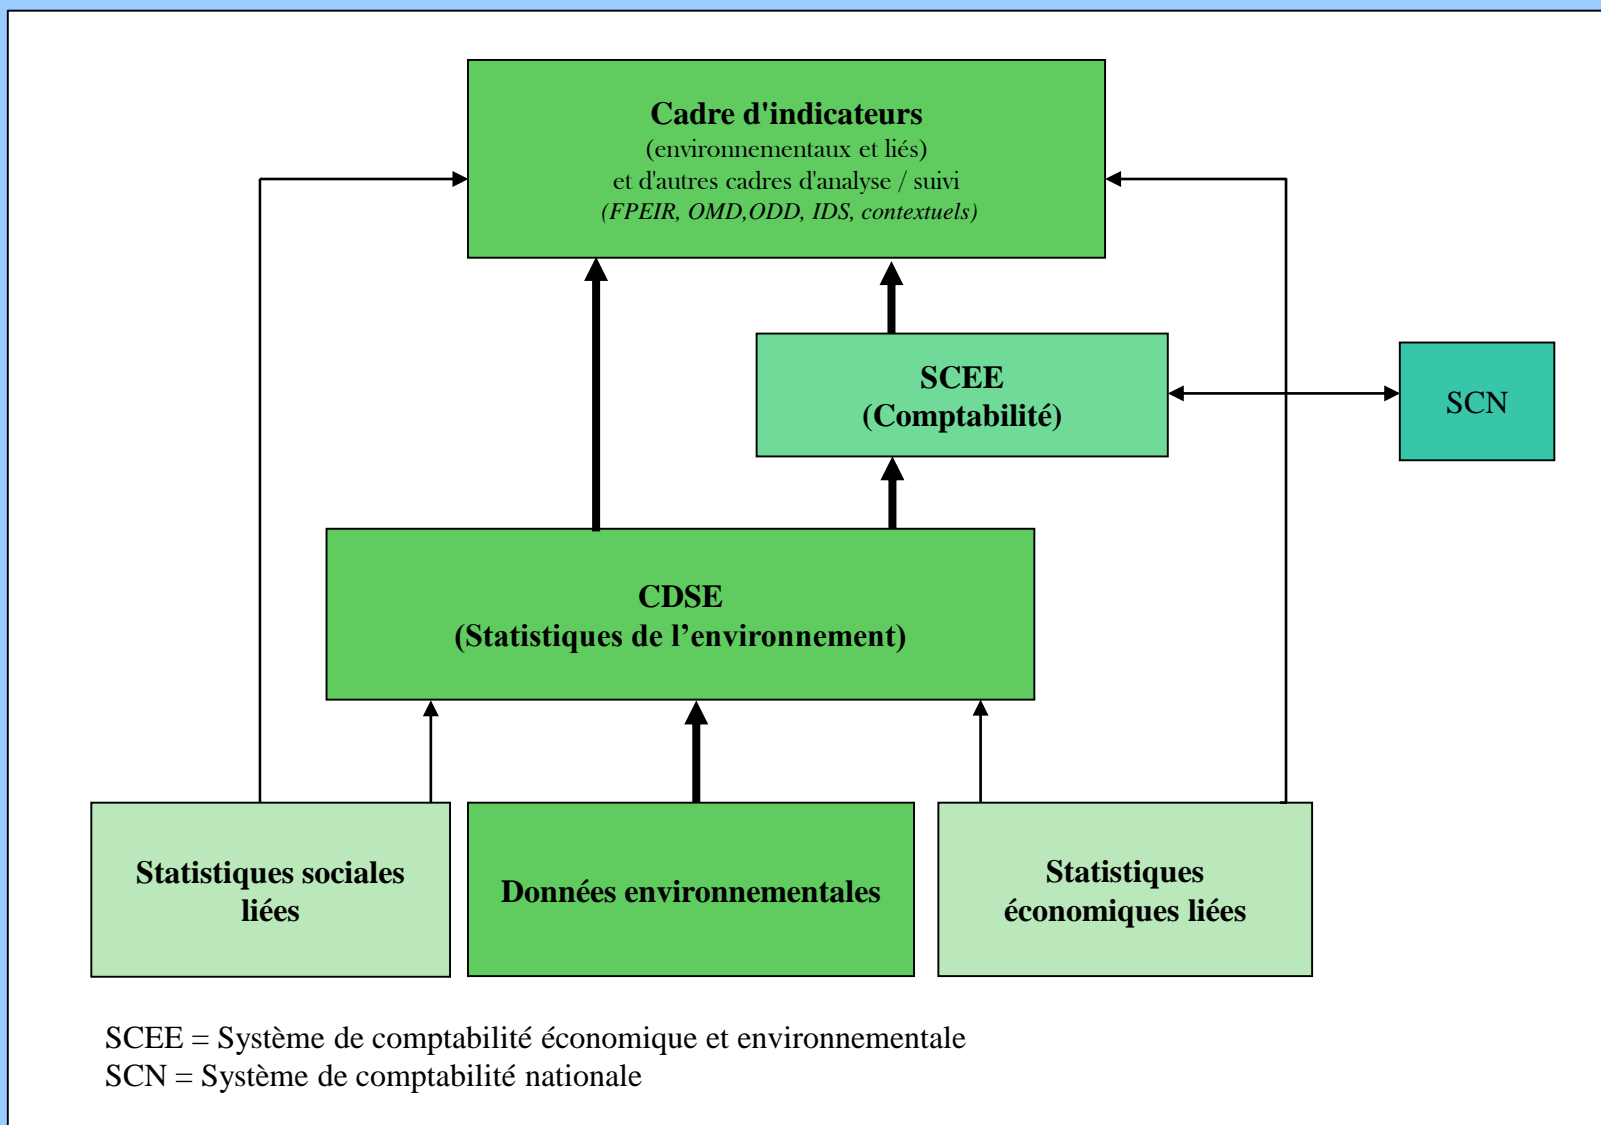 Cadre d'indicateurs
(environnementaux et liés)
et d'autres cadres d'analyse / suivi
(FPEIR, OMD,ODD, IDS, contextuels)
SCEE
(Comptabilité)
SCN
CDSE
(Statistiques de l’environnement)
Statistiques sociales
liées
Données environnementales
Statistiques
économiques liées
SCEE = Système de comptabilité économique et environnementale
SCN = Système de comptabilité nationale